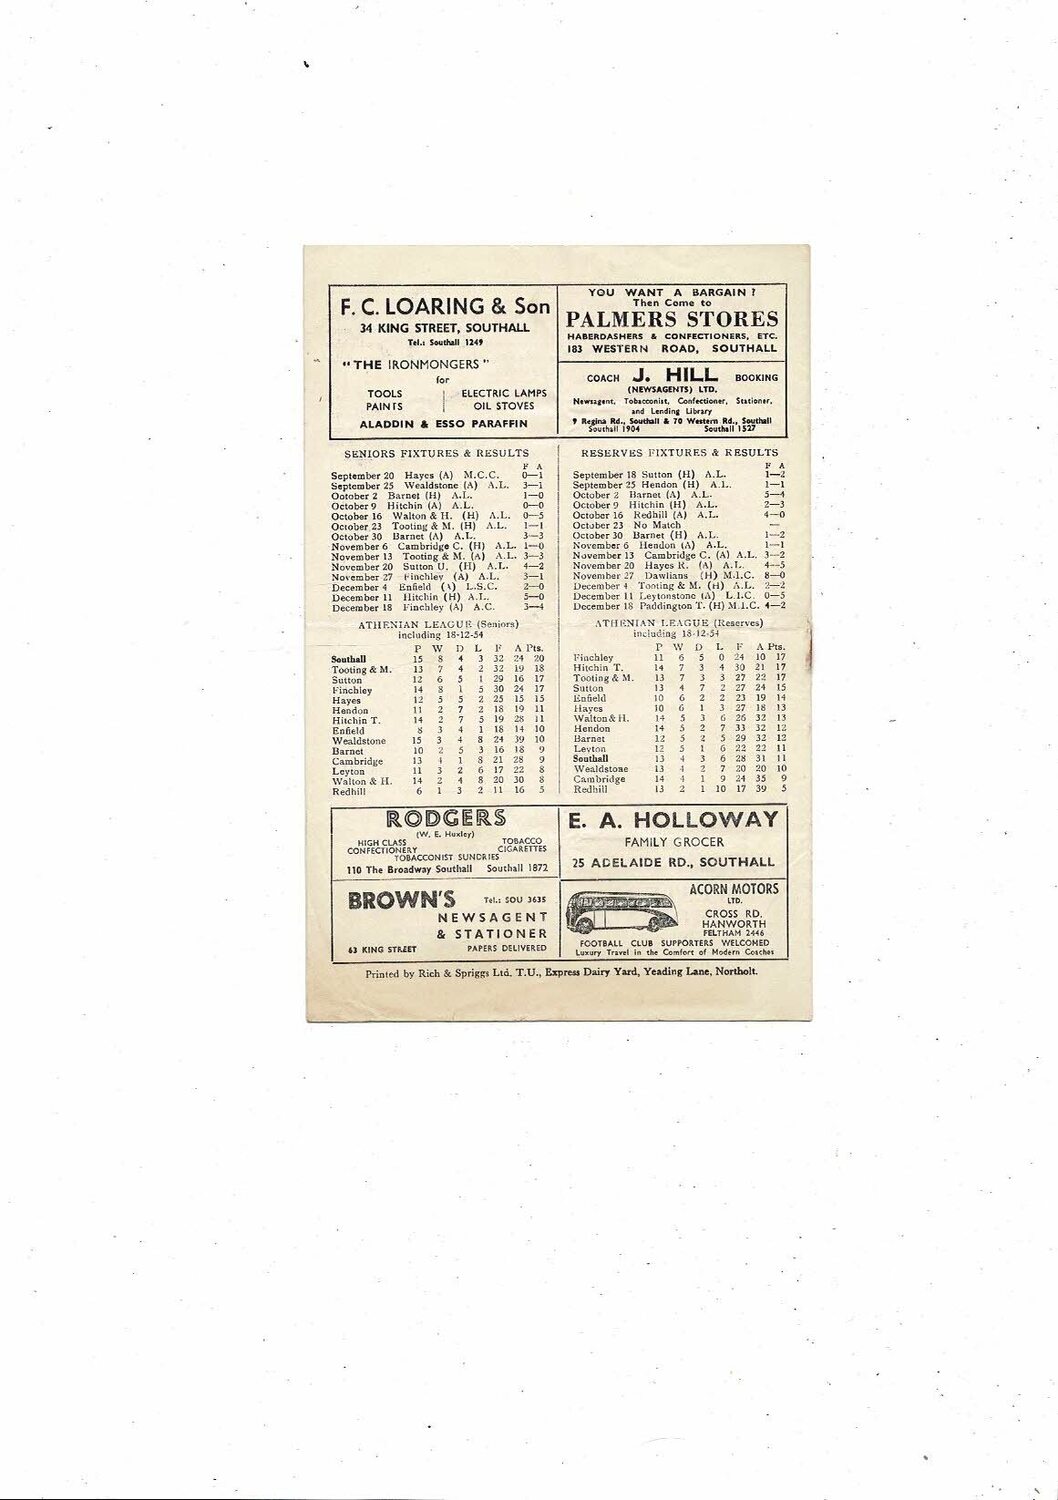 F. C. LOARING & Son
34 KING STREET, SOUTHALL
Tel.: Southall 1249
"THE IRONMONGERS"
for
TOOLS ELECTRIC LAMPS
PAINTS OIL STOVES
ALADDIN & ESSO PARAFFIN
YOU WANT A BARGAIN?
Then Come to
PALMERS STORES
HABERDASHERS & CONFECTIONERS, ETC.
183 WESTERN ROAD, SOUTHALL
COACH J. HILL BOOKING
(NEWSAGENTS) LTD.
Newsagent, Tobacconist, Confectioner, Stationer,
and Lending Library
9 Regina Rd., Southall & 70 Western Rd., Southall
Southall 1904 Southall 1527
SENIORS FIXTURES & RESULTS
F A
September 20 Hayes (A) M.C.C. 0—1
September 25 Wealdstone (A) A.L. 3—1
October 2 Barnet (H) A.L. 1—0
October 9 Hitchin (A) A.L. 0—0
October 16 Walton & H. (H) A.L. 0—5
October 23 Tooting & M. (H) A.L. 1—1
October 30 Barnet (A) A.L. 3—3
November 6 Cambridge C. (H) A.L. 1—0
November 13 Tooting & M. (A) A.L. 3—3
November 20 Sutton U. (H) A.L. 4—2
November 27 Finchley (A) A.L. 3—1
December 4 Enfield (A) L.S.C. 2—0
December 11 Hitchin (H) A.L. 5—0
December 18 Finchley (A) A.C. 3—4
ATHENIAN LEAGUE (Seniors)
including 18-12-54
P W D L F A Pts.
Southall 15 8 4 3 32 24 20
Tooting & M. 13 7 4 2 32 19 18
Sutton 12 6 5 1 29 16 17
Finchley 14 8 1 5 30 24 17
Hayes 12 5 5 2 25 15 15
Hendon 11 2 7 2 18 19 11
Hitchin T. 14 2 7 5 19 28 11
Enfield 8 3 4 1 18 14 10
Wealdstone 15 3 4 8 24 39 10
Barnet 10 2 5 3 16 18 9
Cambridge 13 4 1 8 21 28 9
Leyton 11 3 2 6 17 22 8
Walton & H. 14 2 4 8 20 30 8
Redhill 6 1 3 2 11 16 5
RESERVES FIXTURES & RESULTS
F A
September 18 Sutton (H) A.L. 1—2
September 25 Hendon (H) A.L. 1—1
October 2 Barnet (A) A.L. 5—4
October 9 Hitchin (H) A.L. 2—3
October 16 Redhill (A) A.L. 4—0
October 23 No Match —
October 30 Barnet (H) A.L. 1—2
November 6 Hendon (A) A.L. 1—1
November 13 Cambridge C. (A) A.L. 3—2
November 20 Hayes R. (A) A.L. 4—5
November 27 Dawlians (H) M.I.C. 8—0
December 4 Tooting & M. (H) A.L. 2—2
December 11 Leytonstone (A) L.I.C. 0—5
December 18 Paddington T. (H) M.I.C. 4—2
ATHENIAN LEAGUE (Reserves)
including 18-12-54
P W D L F A Pts.
Finchley 11 6 5 0 24 10 17
Hitchin T. 14 7 3 4 30 21 17
Tooting & M. 13 7 3 3 27 22 17
Sutton 13 4 7 2 27 24 15
Enfield 10 6 2 2 23 19 14
Hayes 10 6 1 3 27 18 13
Walton & H. 14 5 3 6 26 32 13
Hendon 14 5 2 7 33 32 12
Barnet 12 5 2 5 29 32 12
Leyton 12 5 1 6 22 22 11
Southall 13 4 3 6 28 31 11
Wealdstone 13 4 2 7 20 20 10
Cambridge 14 4 1 9 24 35 9
Redhill 13 2 1 10 17 39 5
RODGERS
(W. E. Huxley)
HIGH CLASS TOBACCO
CONFECTIONERY CIGARETTES
TOBACCONIST SUNDRIES
110 The Broadway Southall Southall 1872
E. A. HOLLOWAY
FAMILY GROCER
25 ADELAIDE RD., SOUTHALL
BROWN'S Tel.: SOU 3635
NEWSAGENT
& STATIONER
63 KING STREET PAPERS DELIVERED
ACORN MOTORS
LTD.
CROSS RD.
HANWORTH
FELTHAM 2446
FOOTBALL CLUB SUPPORTERS WELCOMED
Luxury Travel in the Comfort of Modern Coaches
Printed by Rich & Spriggs Ltd. T.U., Express Dairy Yard, Yeading Lane, Northolt.